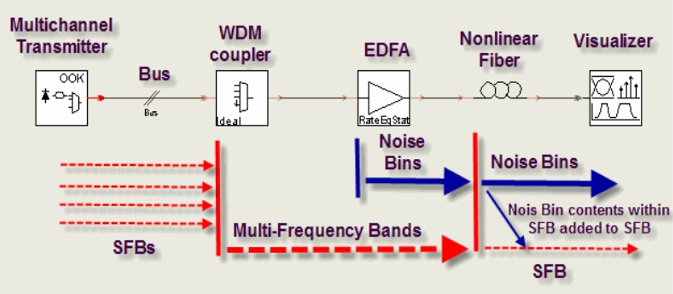 Multichannel
Transmitter
WDM
coupler
EDFA
Nonlinear
Fiber
Visualizer
Bus
OOK
Bus
Ideal
RateEqStat
Noise
Bins
Noise Bins
Nois Bin contents within
SFB added to SFB
Multi-Frequency Bands
SFBs
SFB